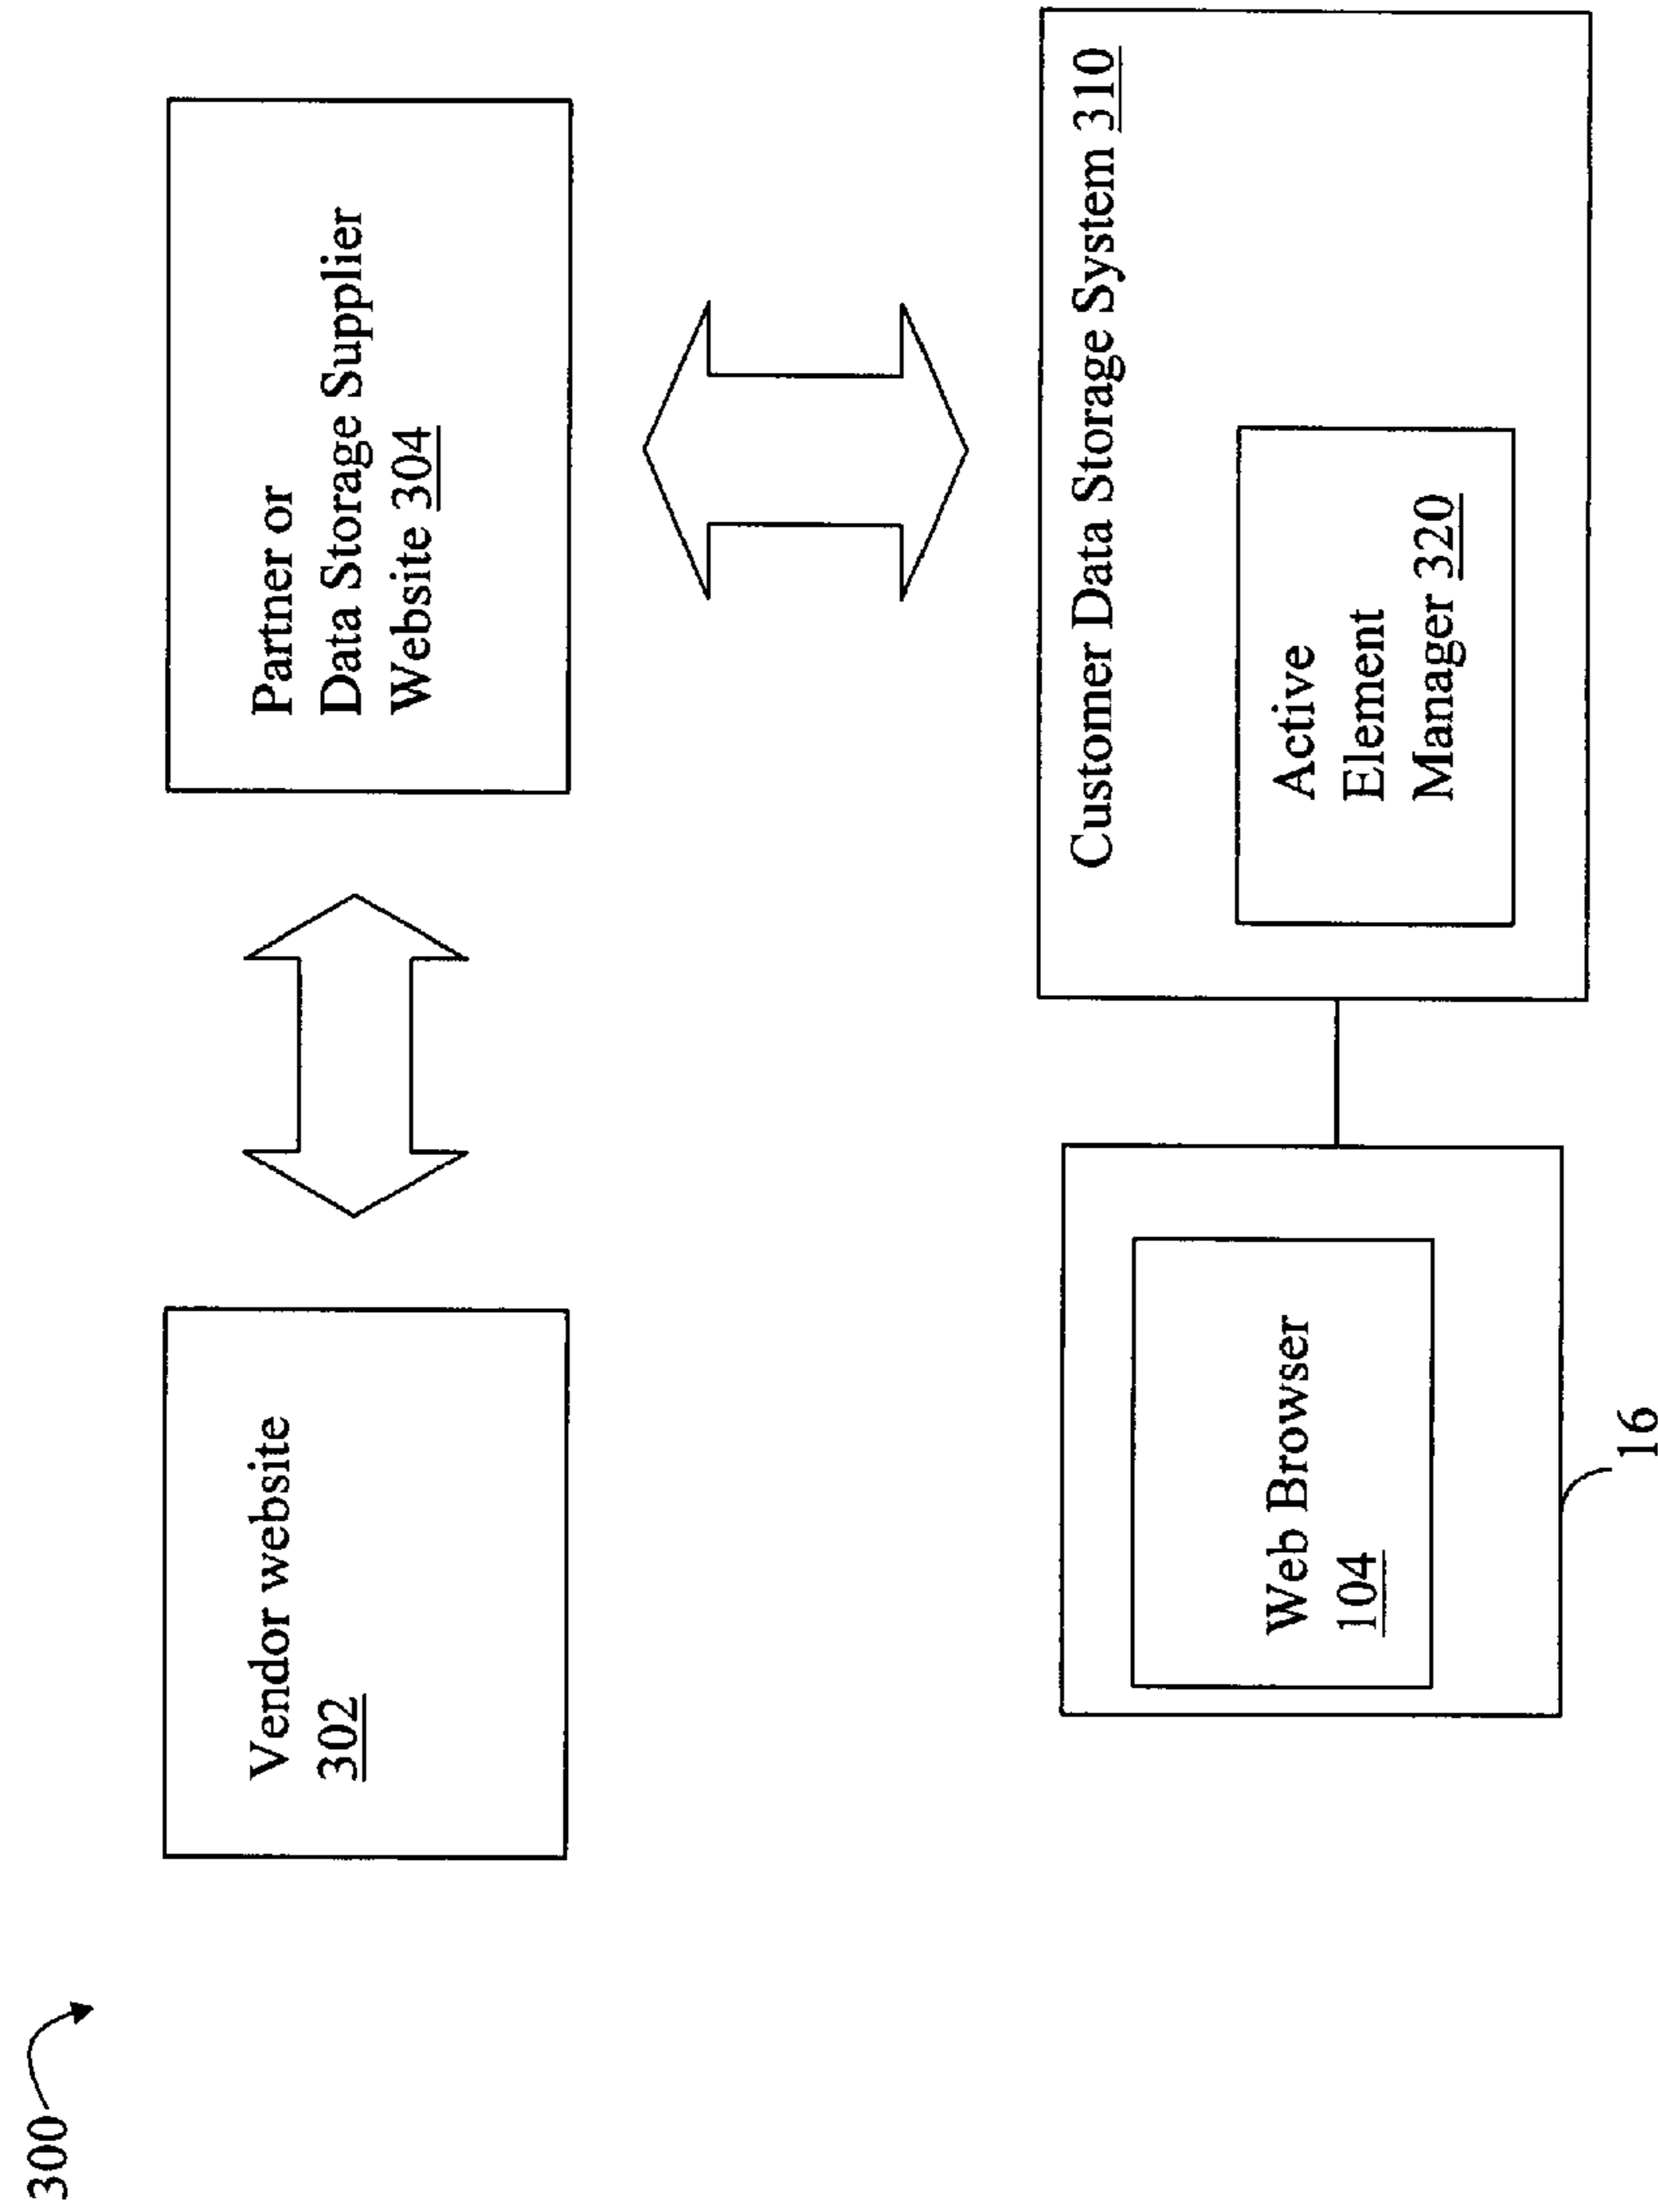 300
Vendor website
302
Partner or
Data Storage Supplier
Website 304
Web Browser
104
16
Customer Data Storage System 310
Active
Element
Manager 320